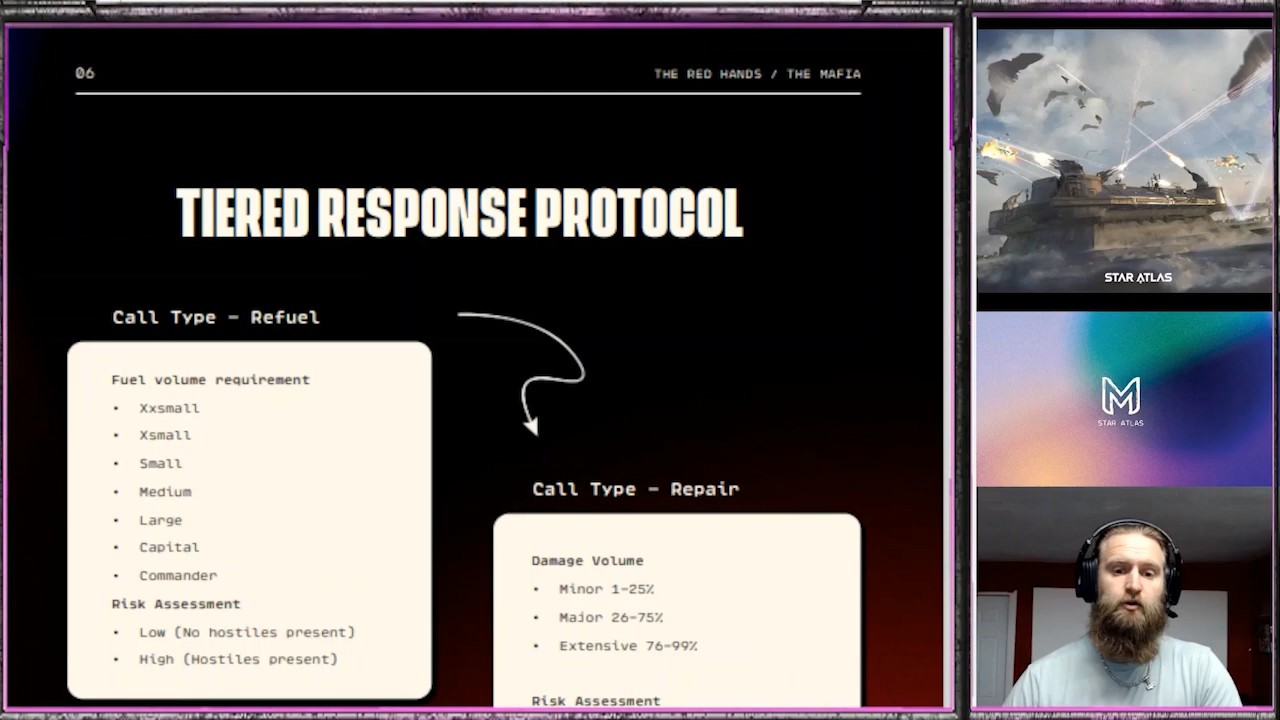 06
THE RED HANDS / THE MAFIA
TIERED RESPONSE PROTOCOL
Call Type - Refuel
Fuel volume requirement
• Xxsmall
• Xsmall
• Small
• Medium
• Large
• Capital
• Commander
Risk Assessment
• Low (No hostiles present)
• High (Hostiles present)
Call Type - Repair
Damage Volume
• Minor 1-25%
• Major 26-75%
• Extensive 76-99%
Risk Assessment
STAR ATLAS
M
STAR ATLAS